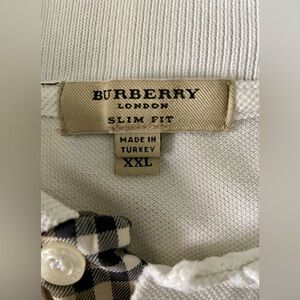 BURBERRY
LONDON
SLIM FIT
MADE IN
TURKEY
XXL